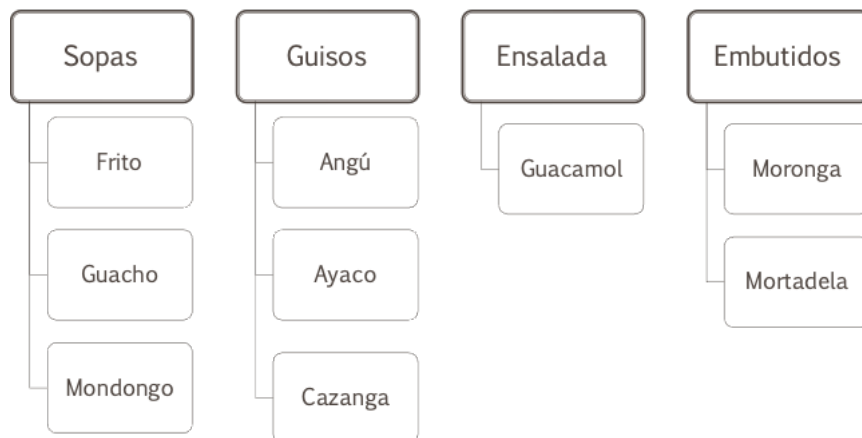 Sopas
Frito
Guacho
Mondongo
Guisos
Angú
Ayaco
Cazanga
Ensalada
Guacamol
Embutidos
Moronga
Mortadela